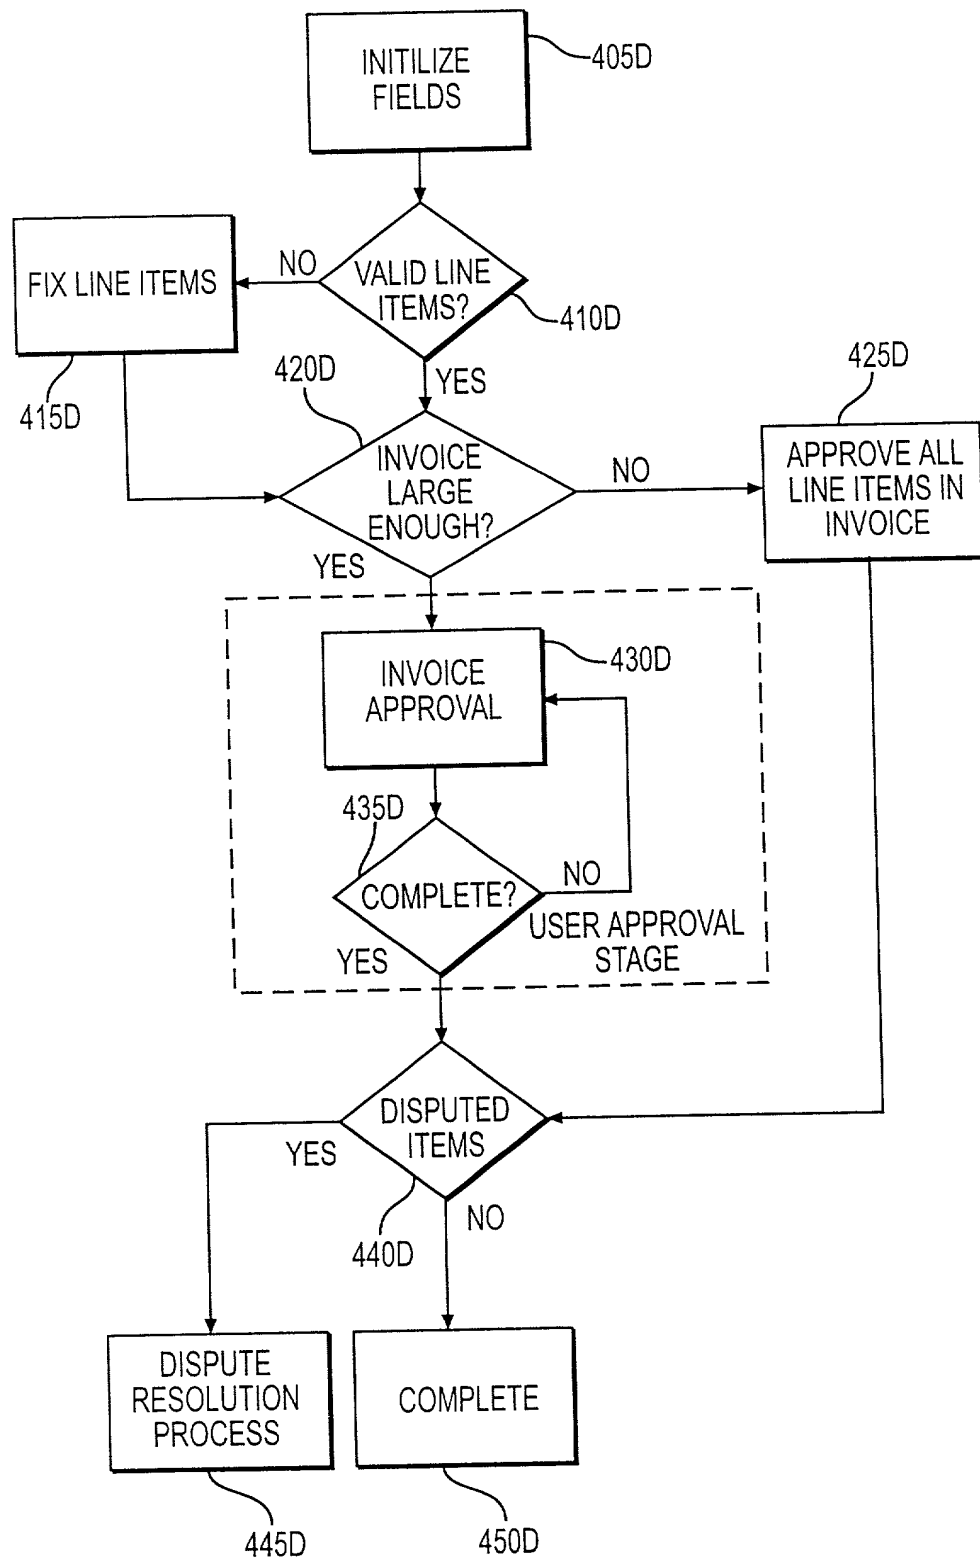 INITILIZE
FIELDS
405D
VALID LINE
ITEMS?
NO
410D
FIX LINE ITEMS
415D
YES
420D
INVOICE
LARGE
ENOUGH?
NO
425D
APPROVE ALL
LINE ITEMS IN
INVOICE
YES
INVOICE
APPROVAL
430D
435D
COMPLETE?
NO
USER APPROVAL
STAGE
YES
DISPUTED
ITEMS
YES
440D
NO
DISPUTE
RESOLUTION
PROCESS
445D
COMPLETE
450D